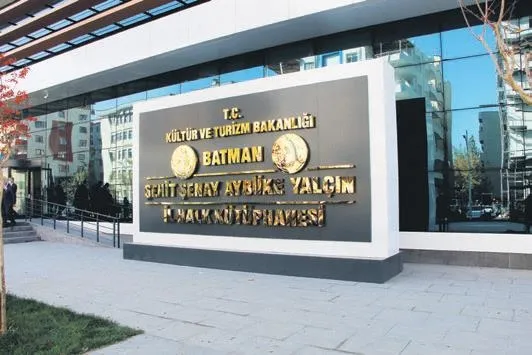 T.C.
KÜLTÜR VE TURİZM BAKANLIĞI
BATMAN
ŞEHİT ŞENAY AYBÜKE YALÇIN
İL HALK KÜTÜPHANESİ